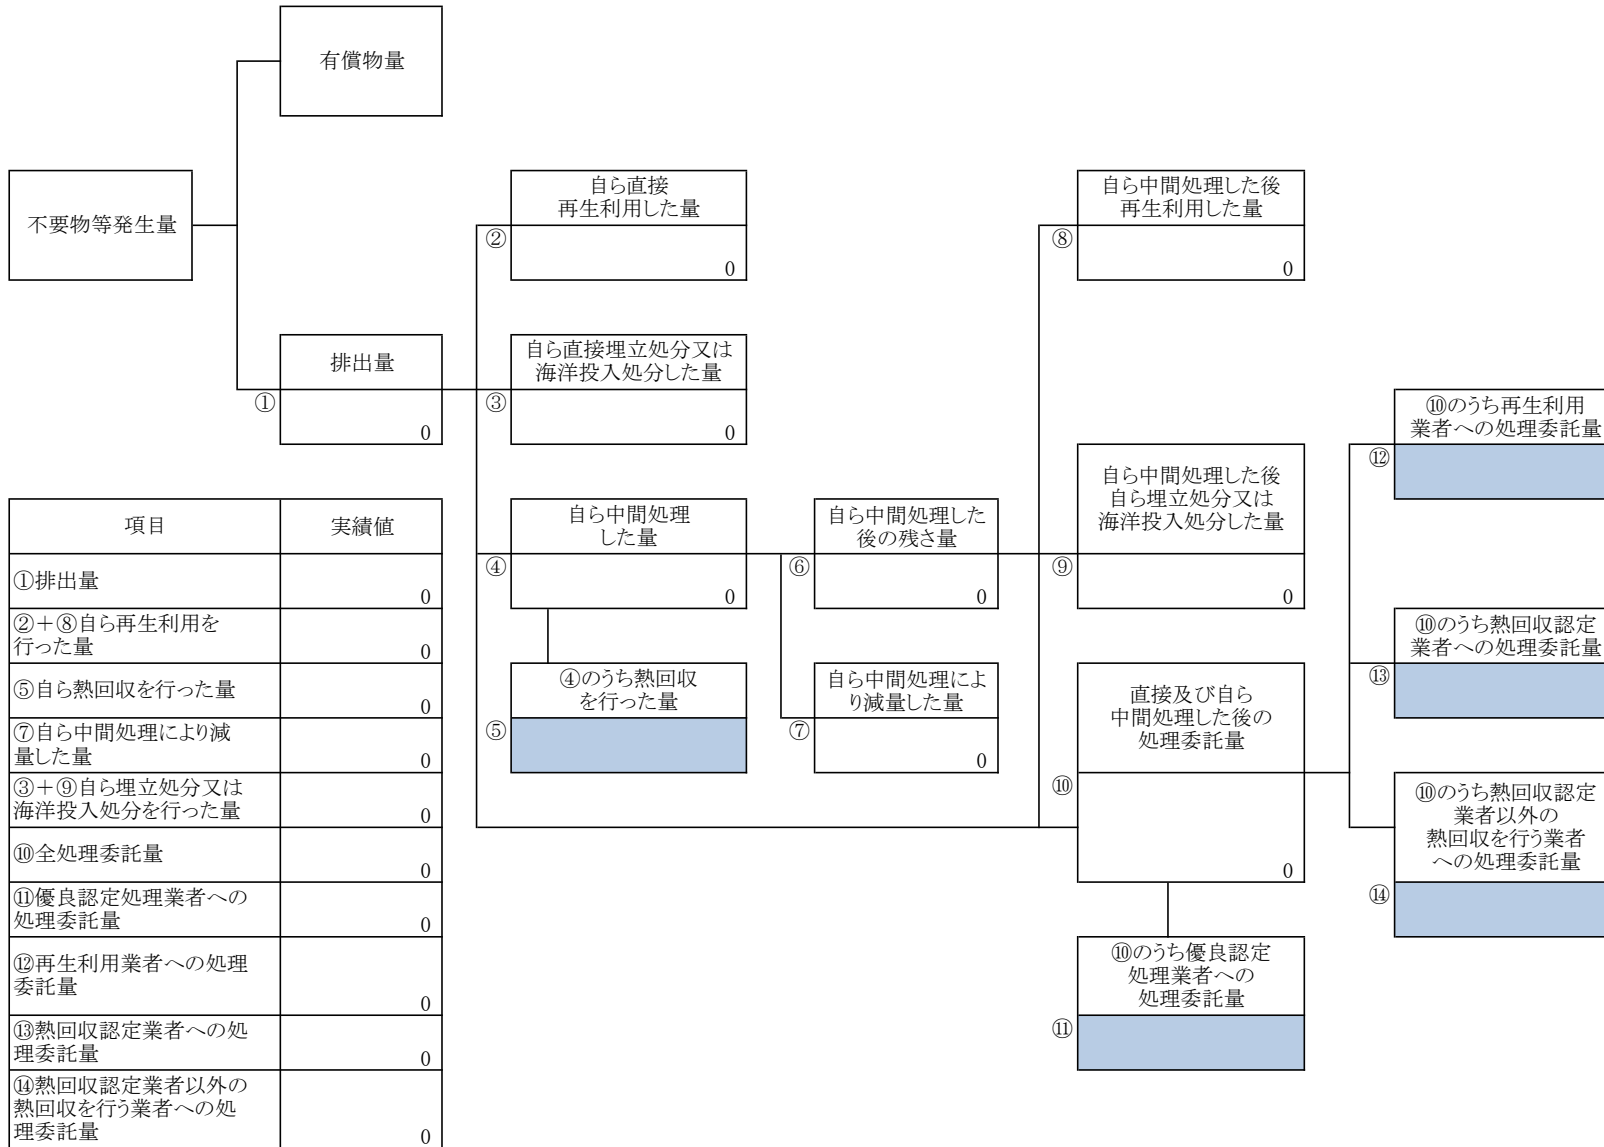 有償物量
不要物等発生量
自ら直接
再生利用した量
②
0
自ら中間処理した後
再生利用した量
⑧
0
排出量
①
0
自ら直接埋立処分又は
海洋投入処分した量
③
0
⑩のうち再生利用
業者への処理委託量
⑫
自ら中間処理した後
自ら埋立処分又は
海洋投入処分した量
⑨
0
自ら中間処理
した量
④
0
自ら中間処理した
後の残さ量
⑥
0
⑩のうち熱回収認定
業者への処理委託量
⑬
④のうち熱回収
を行った量
⑤
自ら中間処理によ
り減量した量
⑦
0
直接及び自ら
中間処理した後の
処理委託量
⑩
0
⑩のうち熱回収認定
業者以外の
熱回収を行う業者
への処理委託量
⑭
⑩のうち優良認定
処理業者への
処理委託量
⑪
項目
実績値
①排出量
0
②+⑧自ら再生利用を
行った量
0
⑤自ら熱回収を行った量
0
⑦自ら中間処理により減
量した量
0
③+⑨自ら埋立処分又は
海洋投入処分を行った量
0
⑩全処理委託量
0
⑪優良認定処理業者への
処理委託量
0
⑫再生利用業者への処理
委託量
0
⑬熱回収認定業者への処
理委託量
0
⑭熱回収認定業者以外の
熱回収を行う業者への処
理委託量
0